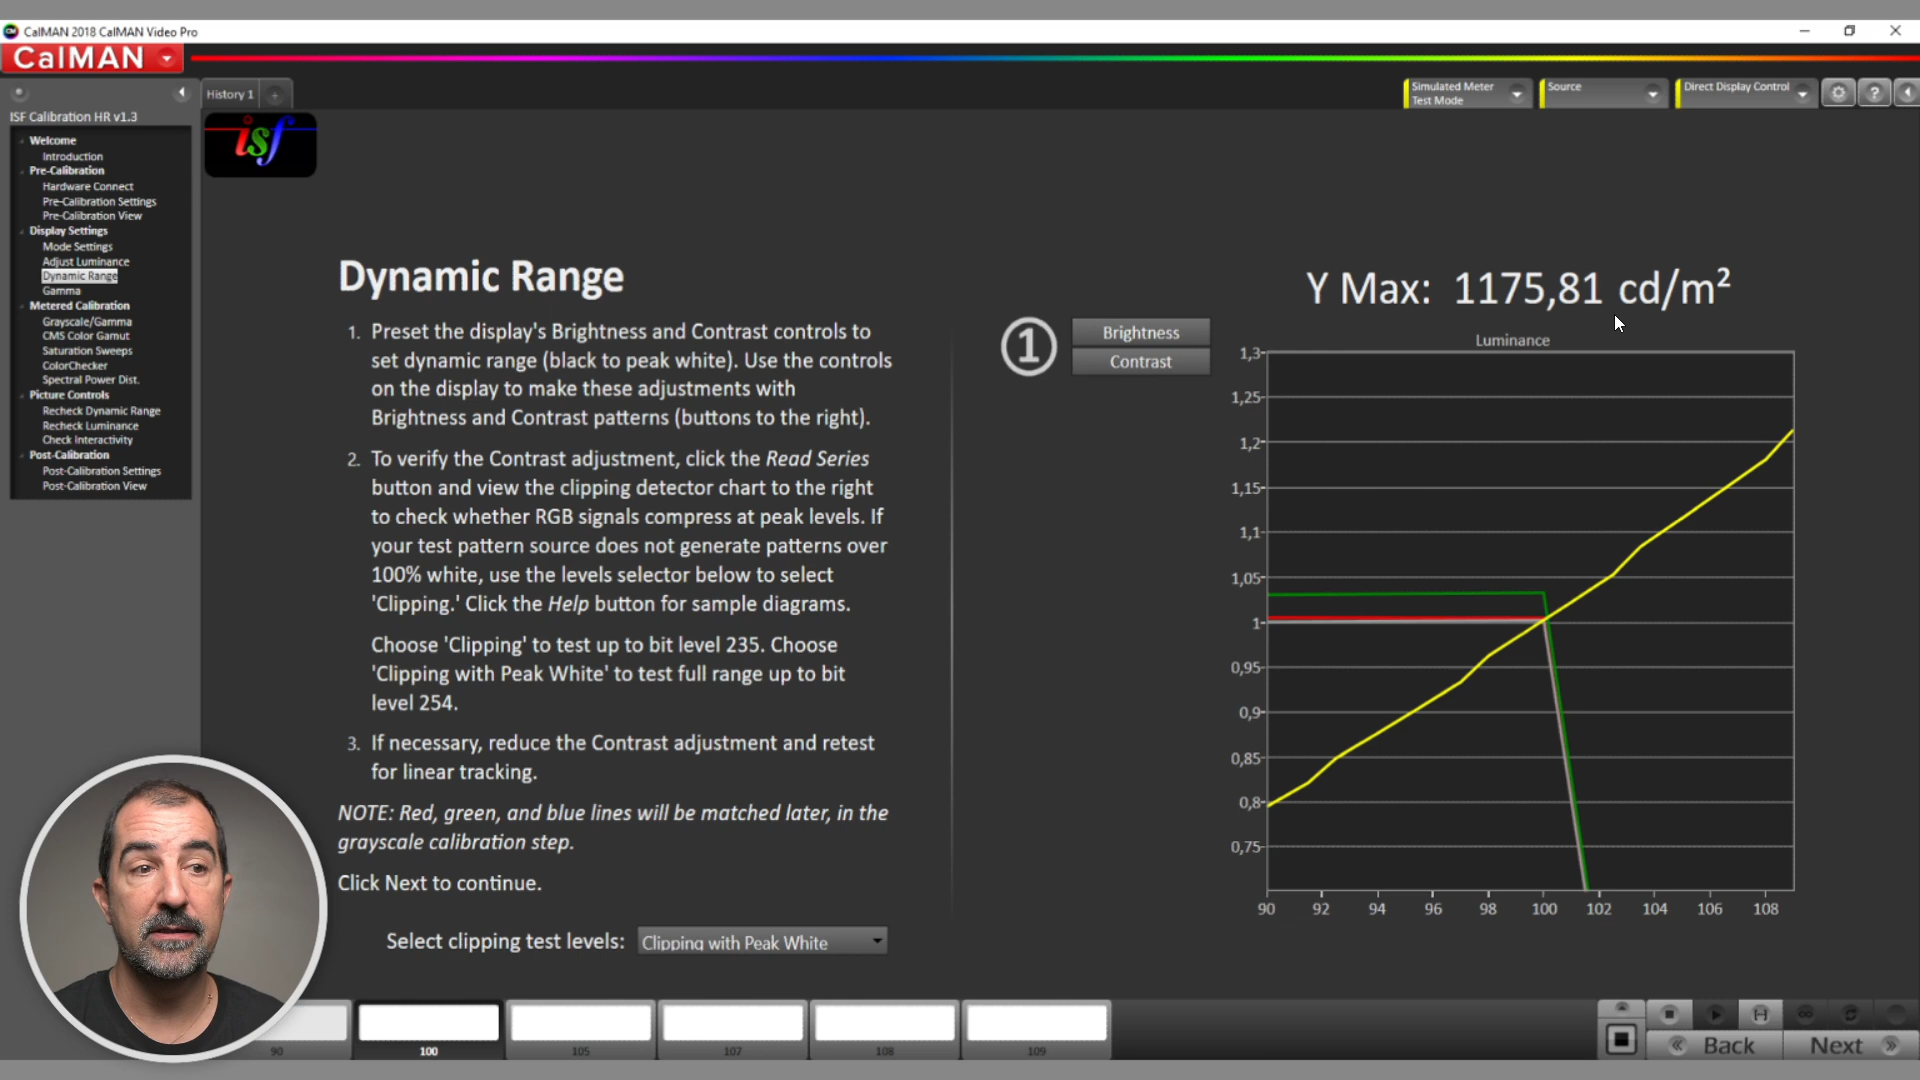 CalMAN 2018 CalMAN Video Pro
CalMAN
History 1
+
Simulated Meter
Test Mode
Source
Direct Display Control
?
ISF Calibration HR v1.3
Welcome
Introduction
Pre-Calibration
Hardware Connect
Pre-Calibration Settings
Pre-Calibration View
Display Settings
Mode Settings
Adjust Luminance
Dynamic Range
Gamma
Metered Calibration
Grayscale/Gamma
CMS Color Gamut
Saturation Sweeps
ColorChecker
Spectral Power Dist.
Picture Controls
Recheck Dynamic Range
Recheck Luminance
Check Interactivity
Post-Calibration
Post-Calibration Settings
Post-Calibration View
isf
Dynamic Range
1. Preset the display's Brightness and Contrast controls to
set dynamic range (black to peak white). Use the controls
on the display to make these adjustments with
Brightness and Contrast patterns (buttons to the right).
2. To verify the Contrast adjustment, click the Read Series
button and view the clipping detector chart to the right
to check whether RGB signals compress at peak levels. If
your test pattern source does not generate patterns over
100% white, use the levels selector below to select
'Clipping.' Click the Help button for sample diagrams.
Choose 'Clipping' to test up to bit level 235. Choose
'Clipping with Peak White' to test full range up to bit
level 254.
3. If necessary, reduce the Contrast adjustment and retest
for linear tracking.
NOTE: Red, green, and blue lines will be matched later, in the
grayscale calibration step.
Click Next to continue.
Select clipping test levels: Clipping with Peak White
1
Brightness
Contrast
Y Max: 1175,81 cd/m²
Luminance
1,3
1,25
1,2
1,15
1,1
1,05
1
0,95
0,9
0,85
0,8
0,75
90 92 94 96 98 100 102 104 106 108
90 100 105 107 108 109
Back
Next